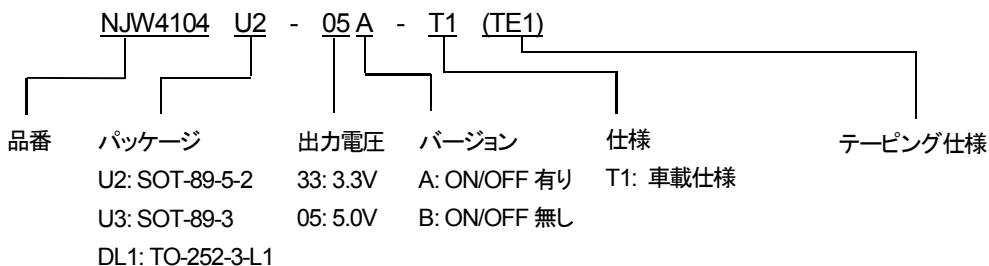 NJW4104 U2 - 05 A - T1 (TE1)
品番 パッケージ 出力電圧 バージョン 仕様 テーピング仕様
U2: SOT-89-5-2 33: 3.3V A: ON/OFF 有り T1: 車載仕様
U3: SOT-89-3 05: 5.0V B: ON/OFF 無し
DL1: TO-252-3-L1